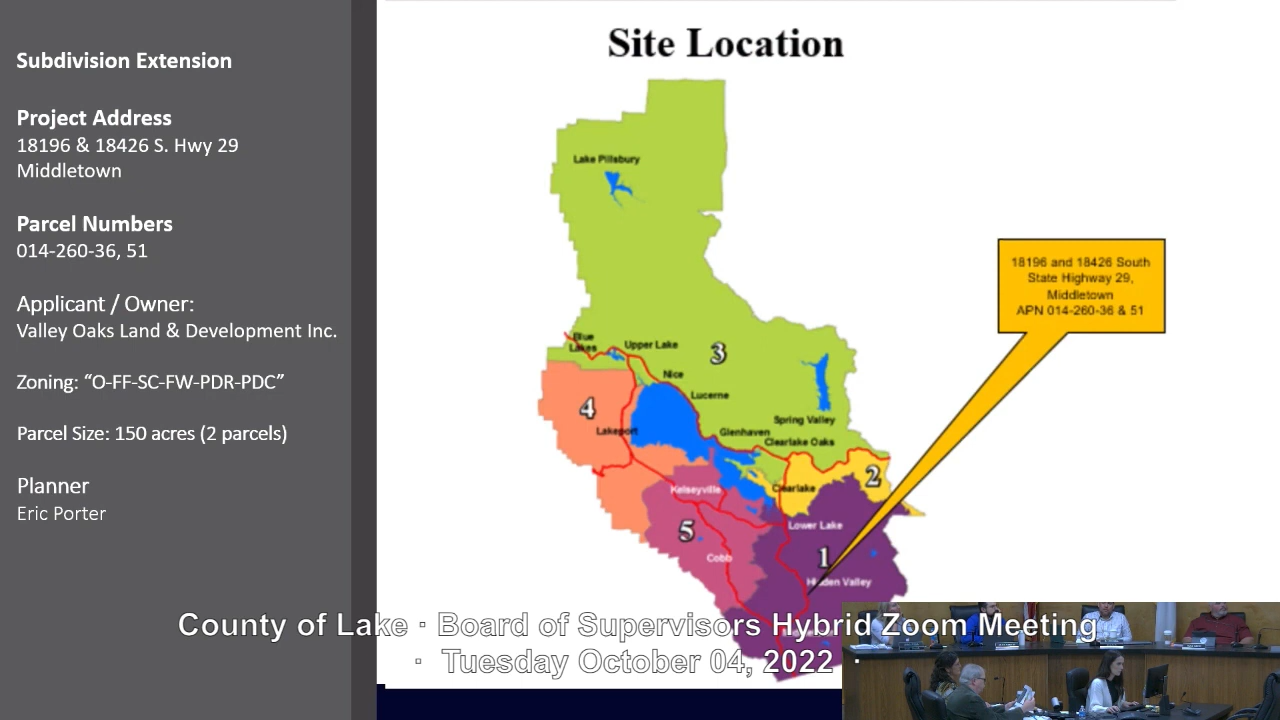 Subdivision Extension
Project Address
18196 & 18426 S. Hwy 29
Middletown
Parcel Numbers
014-260-36, 51
Applicant / Owner:
Valley Oaks Land & Development Inc.
Zoning: “O-FF-SC-FW-PDR-PDC”
Parcel Size: 150 acres (2 parcels)
Planner
Eric Porter
Site Location
Lake Pillsbury
18196 and 18426 South
State Highway 29,
Middletown
APN 014-260-36 & 51
Blue
Lakes
Upper Lake
3
Nice
Lucerne
4
Lakeport
Spring Valley
Glenhaven
Clearlake Oaks
2
Kelseyville
Clearlake
Lower Lake
5
Cobb
1
Hidden Valley
County of Lake · Board of Supervisors Hybrid Zoom Meeting
· Tuesday October 04, 2022 ·